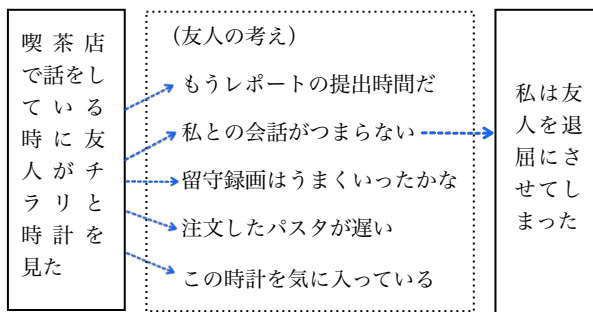 喫茶店
で話をし
ている
時に友
人がチ
ラリと
時計を
見た
(友人の考え)
もうレポートの提出時間だ
私との会話がつまらない
留守録画はうまくいったかな
注文したパスタが遅い
この時計を気に入っている
私は友
人を退
屈にさ
せてし
まった